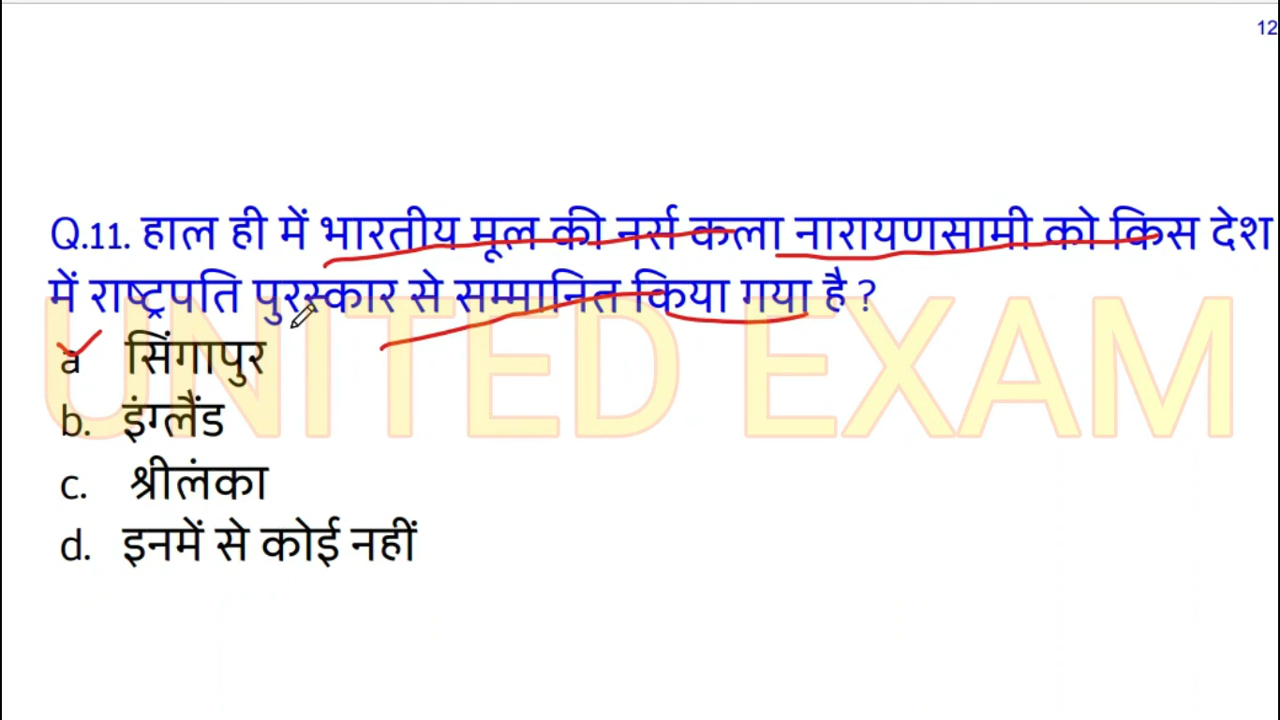 12
Q.11. हाल ही में भारतीय मूल की नर्स कला नारायणसामी को किस देश
में राष्ट्रपति पुरस्कार से सम्मानित किया गया है ?
a सिंगापुर
b. इंग्लैंड
c. श्रीलंका
d. इनमें से कोई नहीं
UNITED EXAM